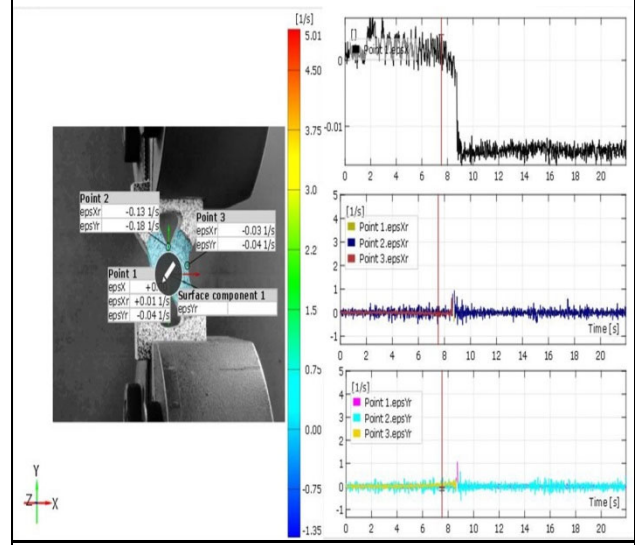 [1/s]
5.01
4.50
3.75
3.0
2.2
1.5
0.75
0.00
-0.75
-1.35
Point 2
epsXr -0.13 1/s
epsYr -0.18 1/s
Point 3
epsXr -0.03 1/s
epsYr -0.04 1/s
Point 1
epsX +0.
epsXr +0.01 1/s
epsYr -0.04 1/s
Surface component 1
epsYr
Y
Z X
[]
Point 1.epsX
0
-0.01
0 2 4 6 8 10 12 14 16 18 20
[1/s]
Point 1.epsXr
Point 2.epsXr
Point 3.epsXr
5
4
3
2
1
0
-1
Time [s]
0 2 4 6 8 10 12 14 16 18 20
[1/s]
Point 1.epsYr
Point 2.epsYr
Point 3.epsYr
5
4
3
2
1
0
-1
Time [s]
0 2 4 6 8 10 12 14 16 18 20